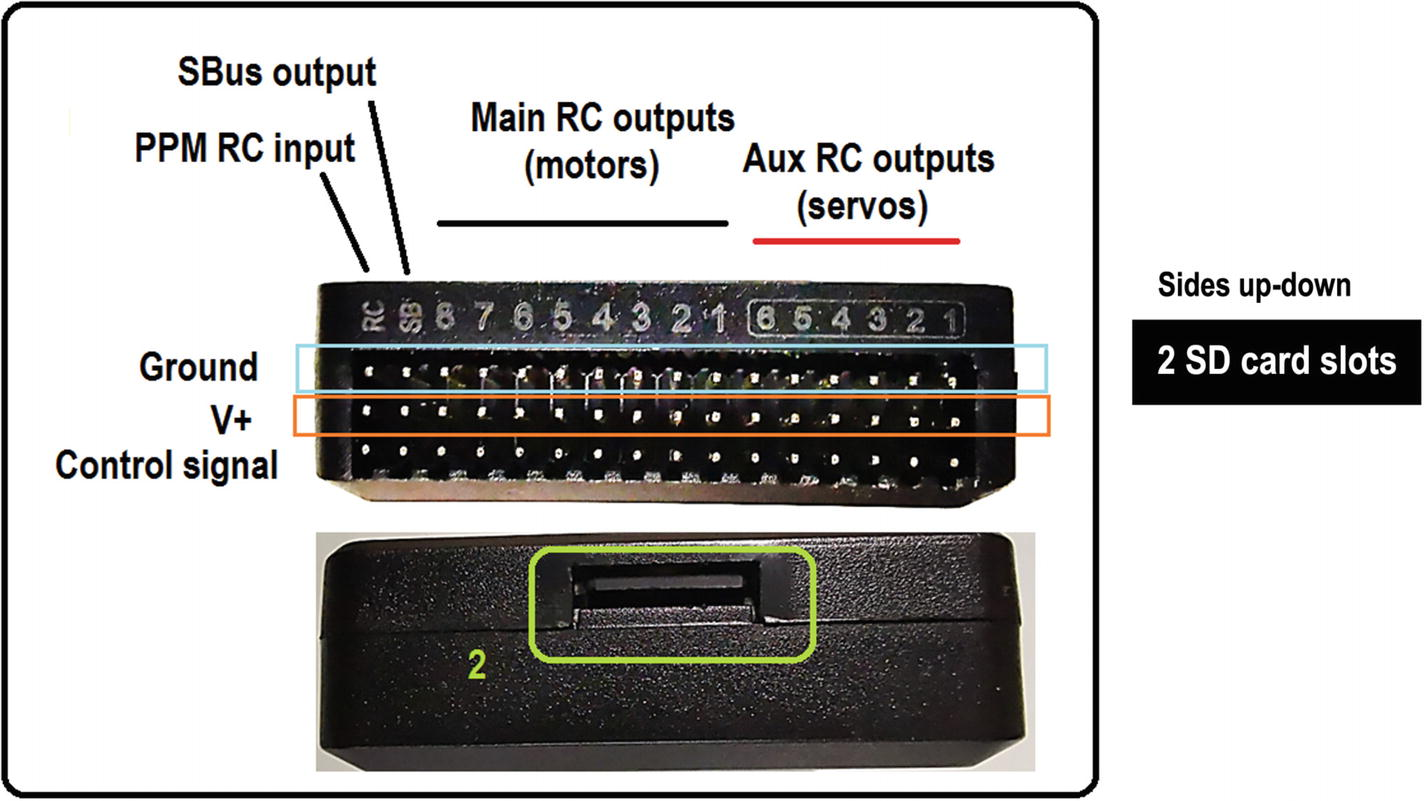 SBus output
PPM RC input
Main RC outputs
(motors)
Aux RC outputs
(servos)
RC SB 8 7 6 5 4 3 2 1 6 5 4 3 2 1
Ground
V+
Control signal
2
Sides up-down
2 SD card slots